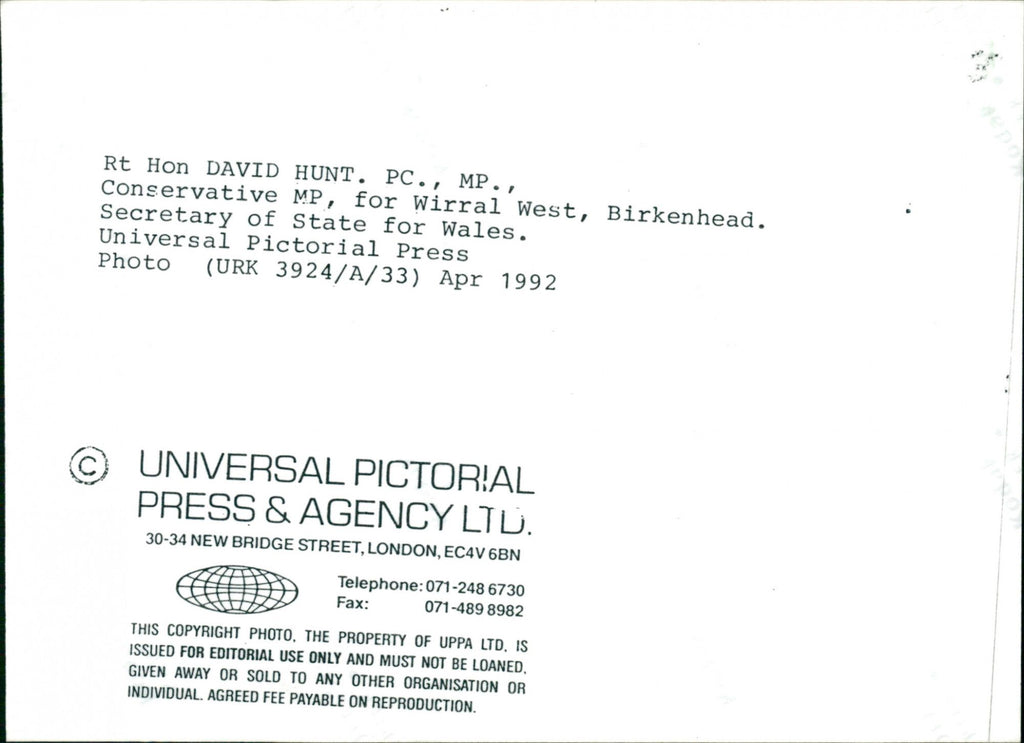 Rt Hon DAVID HUNT. PC., MP.,
Conservative MP, for Wirral West, Birkenhead.
Secretary of State for Wales.
Universal Pictorial Press
Photo (URK 3924/A/33) Apr 1992
© UNIVERSAL PICTORIAL
PRESS & AGENCY LTD.
30-34 NEW BRIDGE STREET, LONDON, EC4V 6BN
Telephone: 071-248 6730
Fax: 071-489 8982
THIS COPYRIGHT PHOTO, THE PROPERTY OF UPPA LTD, IS
ISSUED FOR EDITORIAL USE ONLY AND MUST NOT BE LOANED,
GIVEN AWAY OR SOLD TO ANY OTHER ORGANISATION OR
INDIVIDUAL. AGREED FEE PAYABLE ON REPRODUCTION.